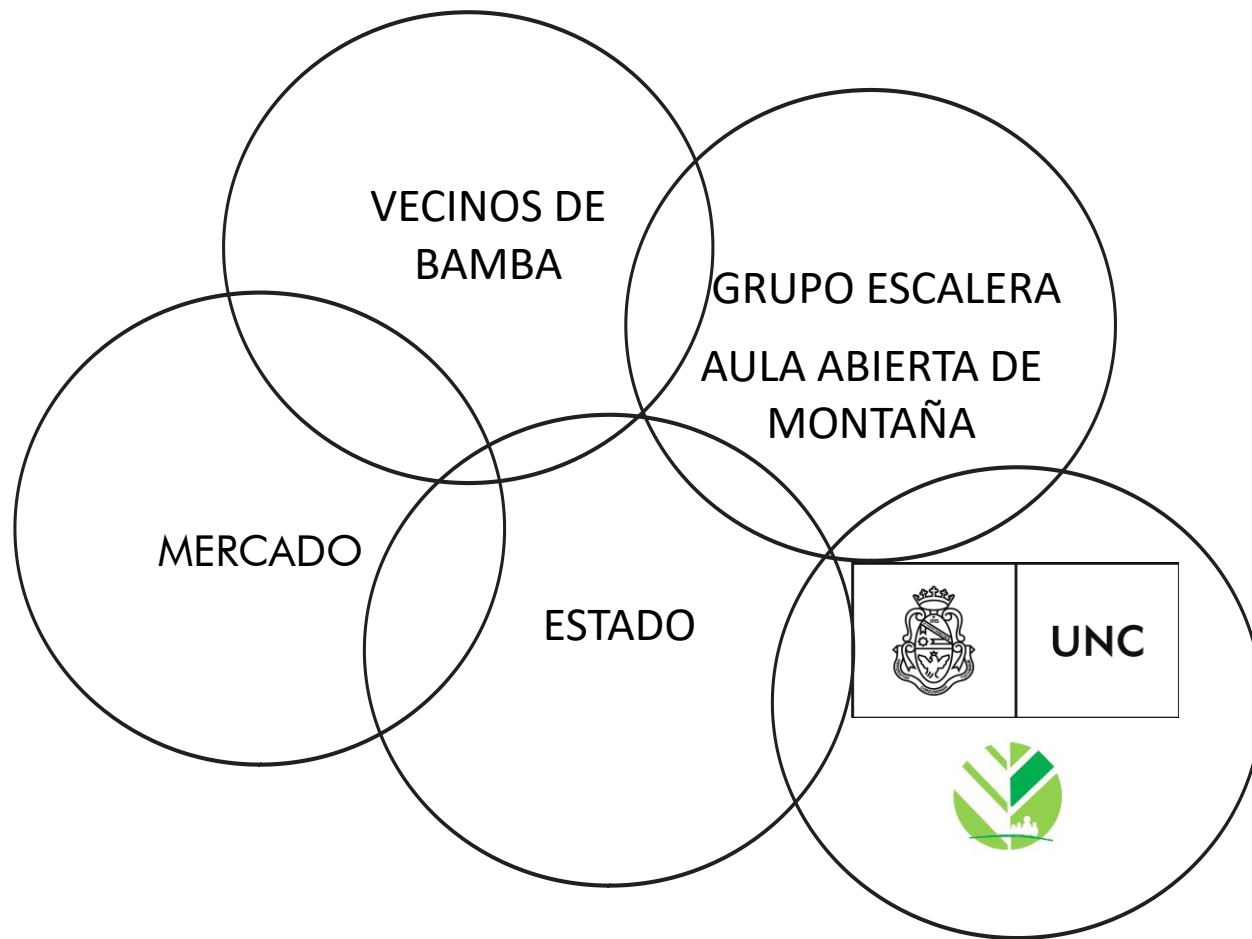 VECINOS DE
BAMBA
GRUPO ESCALERA
AULA ABIERTA DE
MONTAÑA
MERCADO
ESTADO
UNC